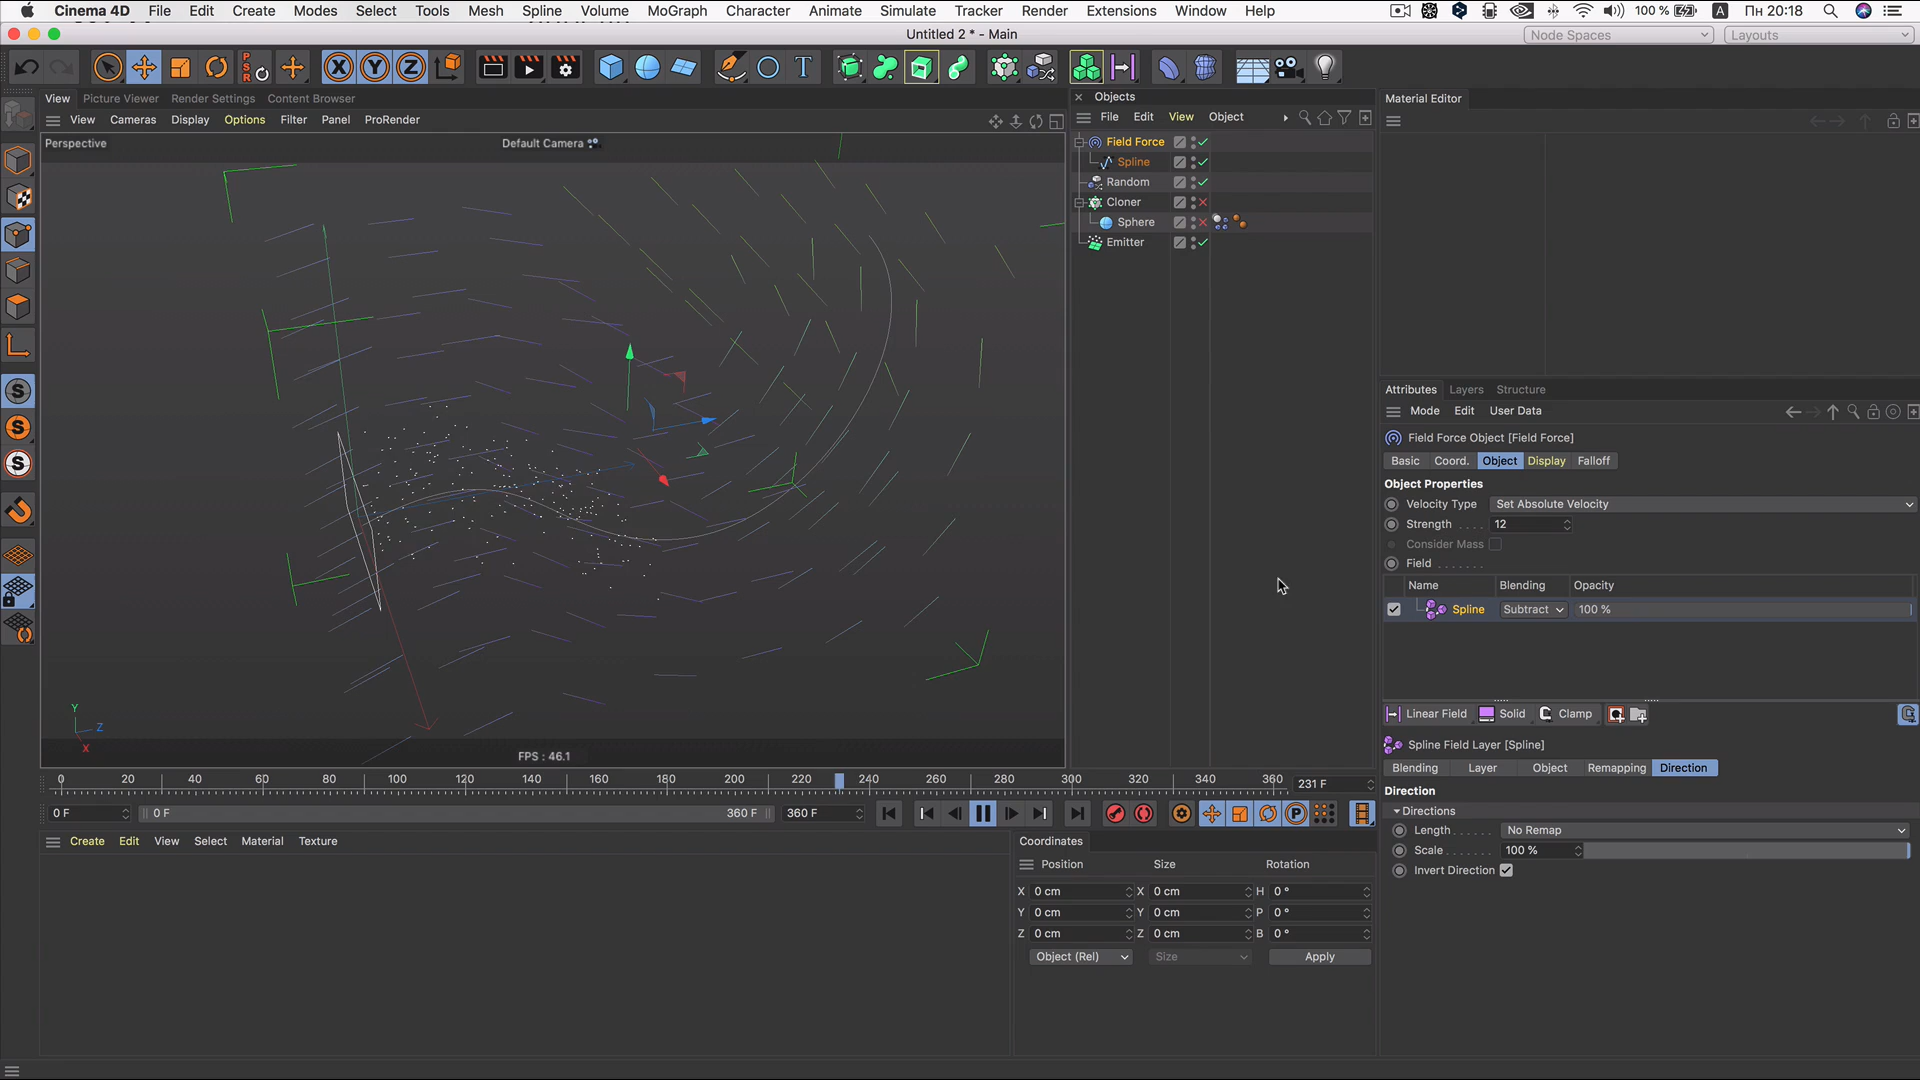 Cinema 4D File Edit Create Modes Select Tools Mesh Spline Volume MoGraph Character Animate Simulate Tracker Render Extensions Window Help 100 % A Пн 20:18
Untitled 2 * - Main
Node Spaces Layouts
PSR X Y Z T
View Picture Viewer Render Settings Content Browser
View Cameras Display Options Filter Panel ProRender
Perspective
Default Camera
Y
Z
X
FPS : 46.1
Objects
File Edit View Object
Field Force
Spline
Random
Cloner
Sphere
Emitter
Material Editor
Attributes Layers Structure
Mode Edit User Data
Field Force Object [Field Force]
Basic Coord. Object Display Falloff
Object Properties
Velocity Type Set Absolute Velocity
Strength . . . . 12
Consider Mass
Field . . . . . . .
Name Blending Opacity
Spline Subtract 100 %
Linear Field Solid Clamp
Spline Field Layer [Spline]
Blending Layer Object Remapping Direction
Direction
Directions
Length . . . . . . No Remap
Scale . . . . . . . 100 %
Invert Direction
0 20 40 60 80 100 120 140 160 180 200 220 240 260 280 300 320 340 360 231 F
0 F 0 F 360 F 360 F
P
Create Edit View Select Material Texture
Coordinates
Position Size Rotation
X 0 cm X 0 cm H 0 °
Y 0 cm Y 0 cm P 0 °
Z 0 cm Z 0 cm B 0 °
Object (Rel) Size Apply
S
S
S